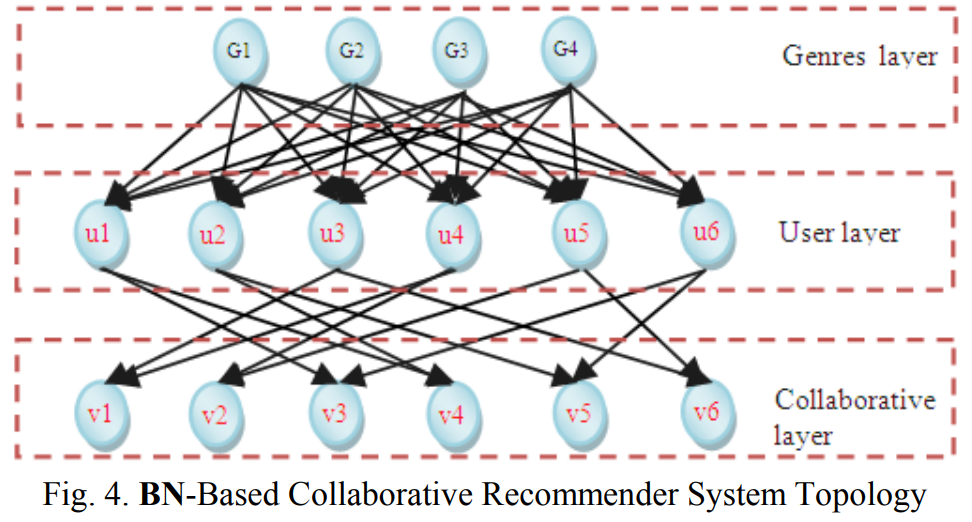 G1 G2 G3 G4 Genres layer
u1 u2 u3 u4 u5 u6 User layer
v1 v2 v3 v4 v5 v6 Collaborative
layer
Fig. 4. BN-Based Collaborative Recommender System Topology